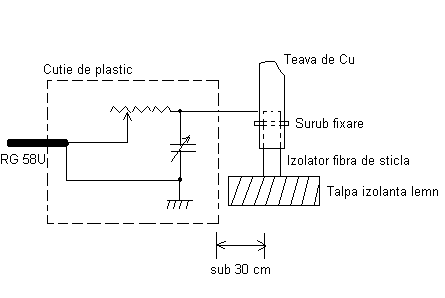 Teava de Cu
Cutie de plastic
Surub fixare
RG 58U
Izolator fibra de sticla
Talpa izolanta lemn
sub 30 cm